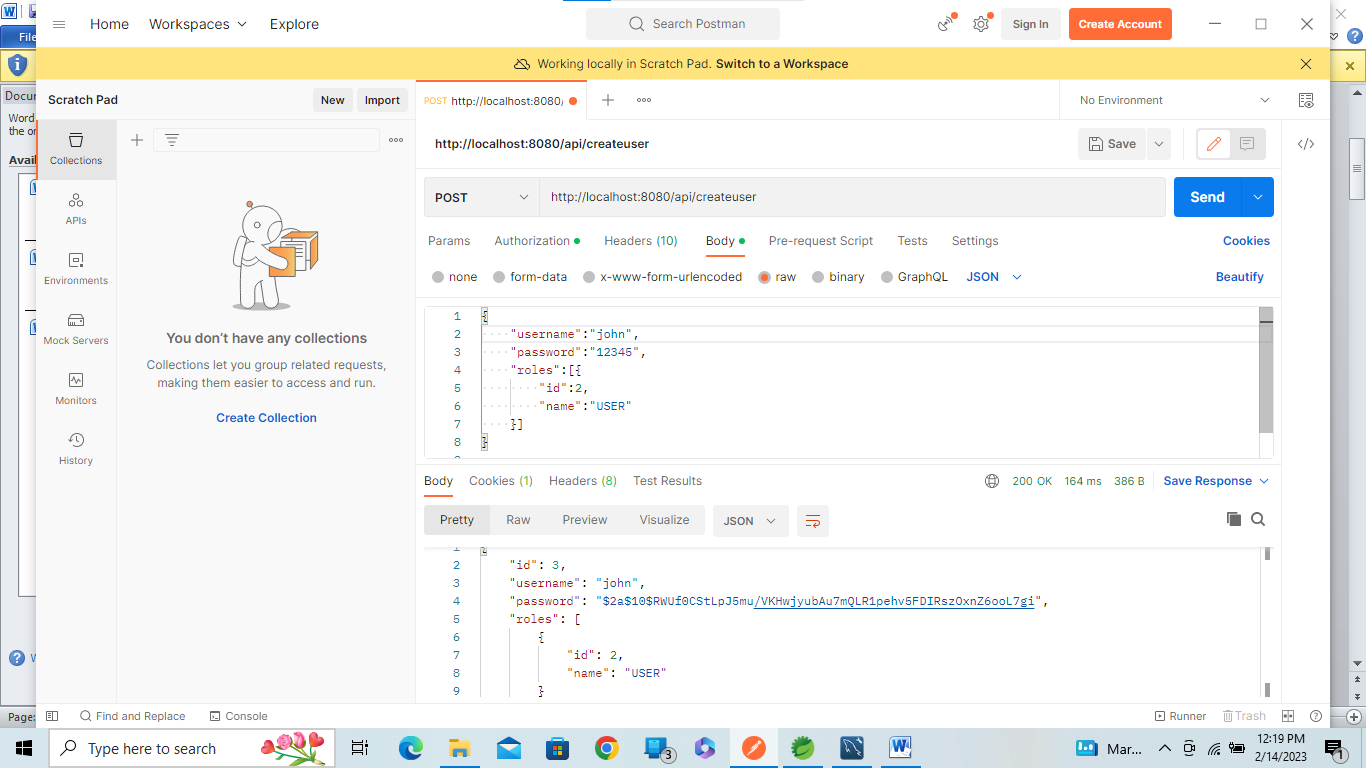 File
Home
Workspaces
Explore
Search Postman
Sign In
Create Account
Working locally in Scratch Pad. Switch to a Workspace
Docum
Word
the or
Avail
Scratch Pad
New
Import
POST http://localhost:8080/
No Environment
Collections
APIs
Environments
Mock Servers
Monitors
History
You don't have any collections
Collections let you group related requests,
making them easier to access and run.
Create Collection
http://localhost:8080/api/createuser
Save
POST
http://localhost:8080/api/createuser
Send
Params
Authorization
Headers (10)
Body
Pre-request Script
Tests
Settings
Cookies
none
form-data
x-www-form-urlencoded
raw
binary
GraphQL
JSON
Beautify
1 {
2 "username":"john",
3 "password":"12345",
4 "roles":[{
5 "id":2,
6 "name":"USER"
7 }]
8 }
Body
Cookies (1)
Headers (8)
Test Results
200 OK
164 ms
386 B
Save Response
Pretty
Raw
Preview
Visualize
JSON
1 {
2 "id": 3,
3 "username": "john",
4 "password": "$2a$10$RWUf0CStLpJ5mu/VKHwjyubAu7mQLR1pehv5FDIRszOxnZ6ooL7gi",
5 "roles": [
6 {
7 "id": 2,
8 "name": "USER"
9 }
W
Page:
Find and Replace
Console
Runner
Trash
Type here to search
3
Mar...
12:19 PM
2/14/2023
1